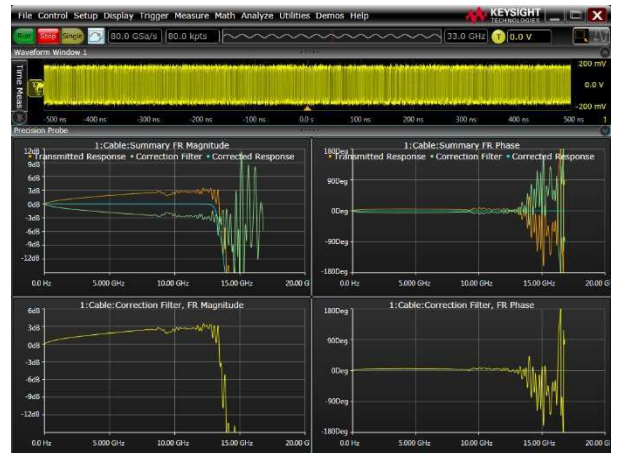 File Control Setup Display Trigger Measure Math Analyze Utilities Demos Help
KEYSIGHT
TECHNOLOGIES
Run Stop Single 80.0 GSa/s 80.0 kpts 33.0 GHz T 0.0 V
Waveform Window 1
Time Meas
200 mV
0.0 V
-200 mV
-500 ns -400 ns -300 ns -200 ns -100 ns 0.0 s 100 ns 200 ns 300 ns 400 ns 500 ns 1
Precision Probe
1:Cable:Summary FR Magnitude
Transmitted Response Correction Filter Corrected Response
12dB
9dB
6dB
3dB
0dB
-3dB
-6dB
-9dB
-12dB
0.0 Hz 5.000 GHz 10.00 GHz 15.00 GHz 20.00 G
1:Cable:Summary FR Phase
Transmitted Response Correction Filter Corrected Response
180Deg
90Deg
0Deg
-90Deg
-180Deg
0.0 Hz 5.000 GHz 10.00 GHz 15.00 GHz 20.00 G
1:Cable:Correction Filter, FR Magnitude
6dB
3dB
0dB
-3dB
-6dB
-9dB
-12dB
0.0 Hz 5.000 GHz 10.00 GHz 15.00 GHz 20.00 G
1:Cable:Correction Filter, FR Phase
180Deg
90Deg
0Deg
-90Deg
-180Deg
0.0 Hz 5.000 GHz 10.00 GHz 15.00 GHz 20.00 G